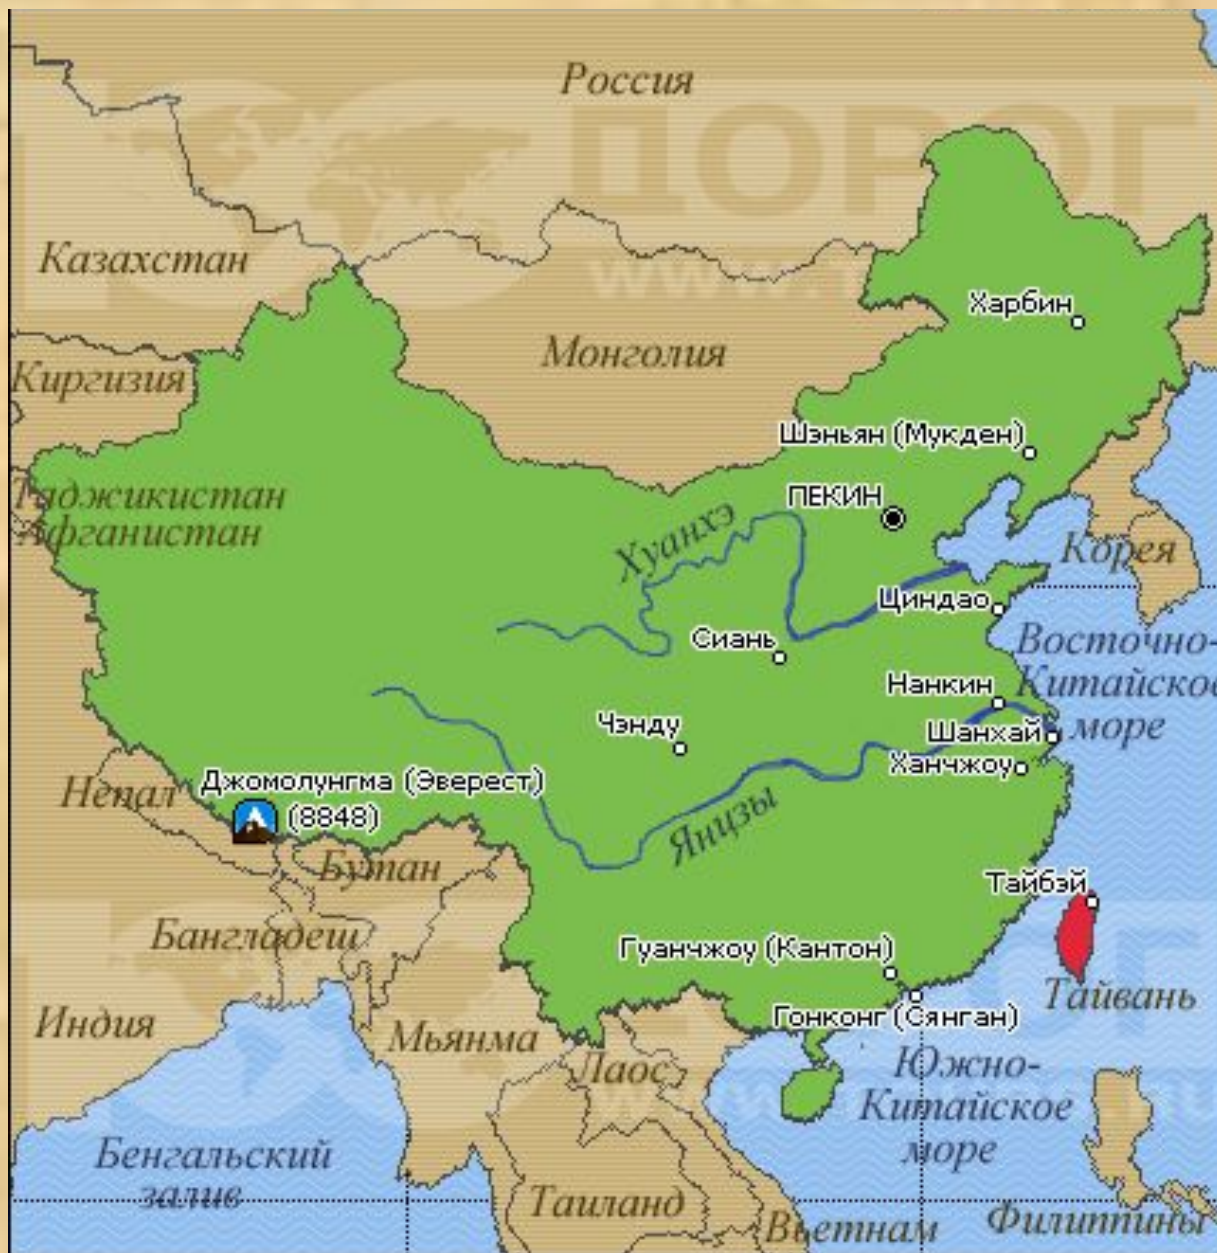 Россия
ДОРОГ
www.
Казахстан
Харбин
Монголия
Киргизия
Шэньян (Мукден)
Таджикистан
ПЕКИН
Афганистан
Хуанхэ
Корея
Циндао
Сиань
Восточно-
Китайское
море
Нанкин
Чэнду
Шанхай
Ханчжоу
Непал
Джомолунгма (Эверест)
(8848)
Янцзы
Бутан
Тайбэй
Бангладеш
Гуанчжоу (Кантон)
Тайвань
Индия
Гонконг (Сянган)
Мьянма
Лаос
Южно-
Китайское
море
Бенгальский
залив
Таиланд
Вьетнам
Филиппины